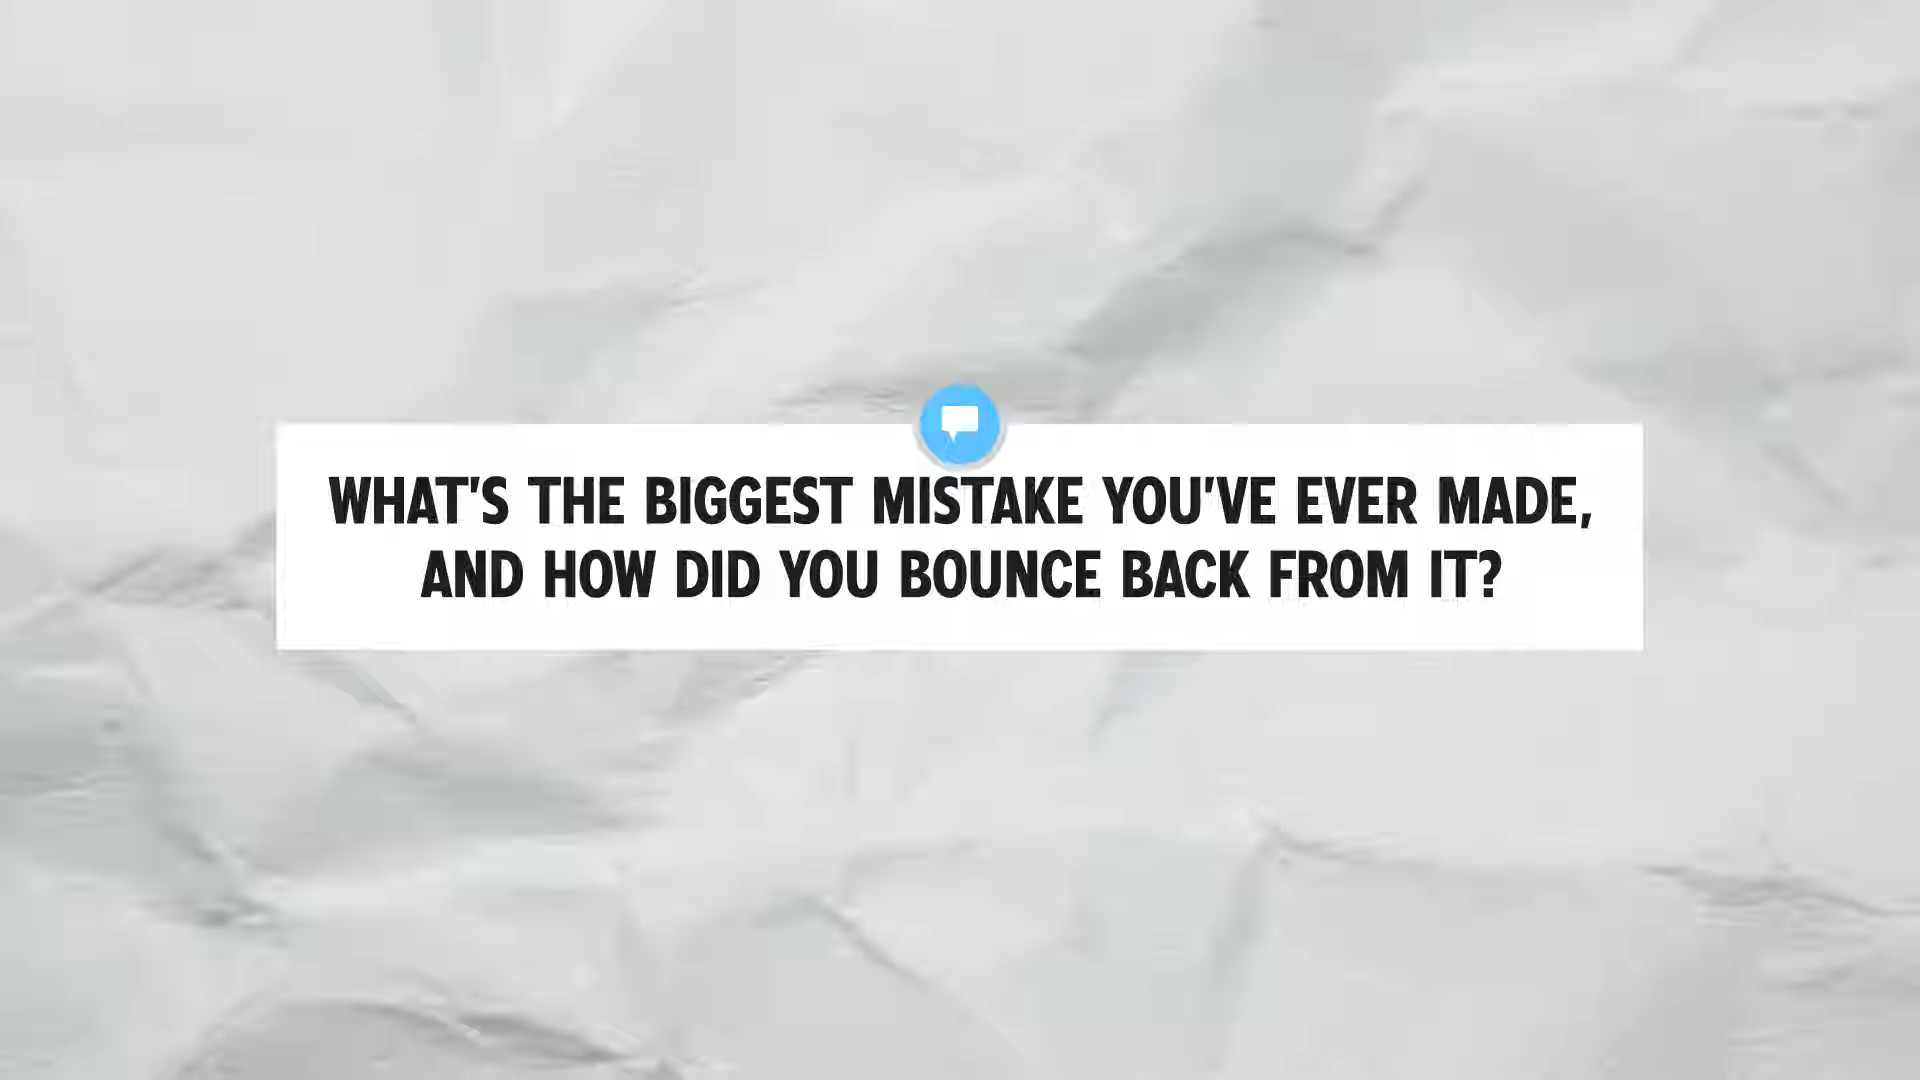 WHAT'S THE BIGGEST MISTAKE YOU'VE EVER MADE,
AND HOW DID YOU BOUNCE BACK FROM IT?